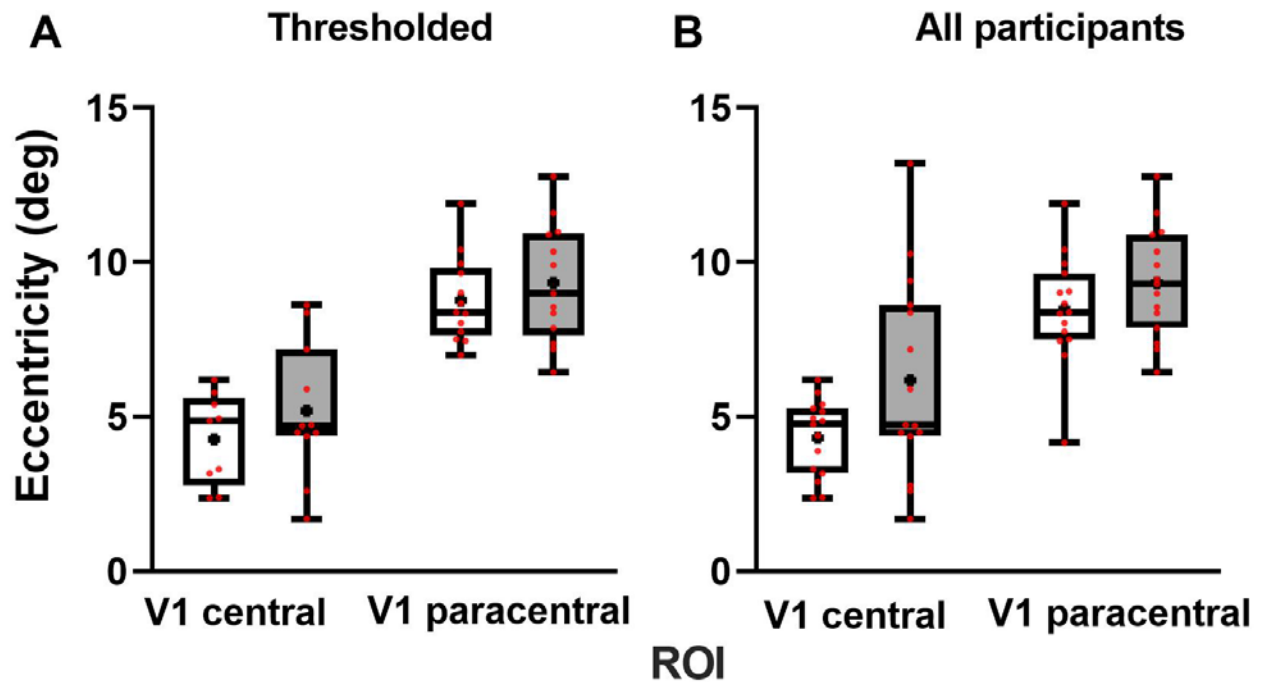 A Thresholded
B All participants
Eccentricity (deg)
15
10
5
0
V1 central V1 paracentral
15
10
5
0
V1 central V1 paracentral
ROI